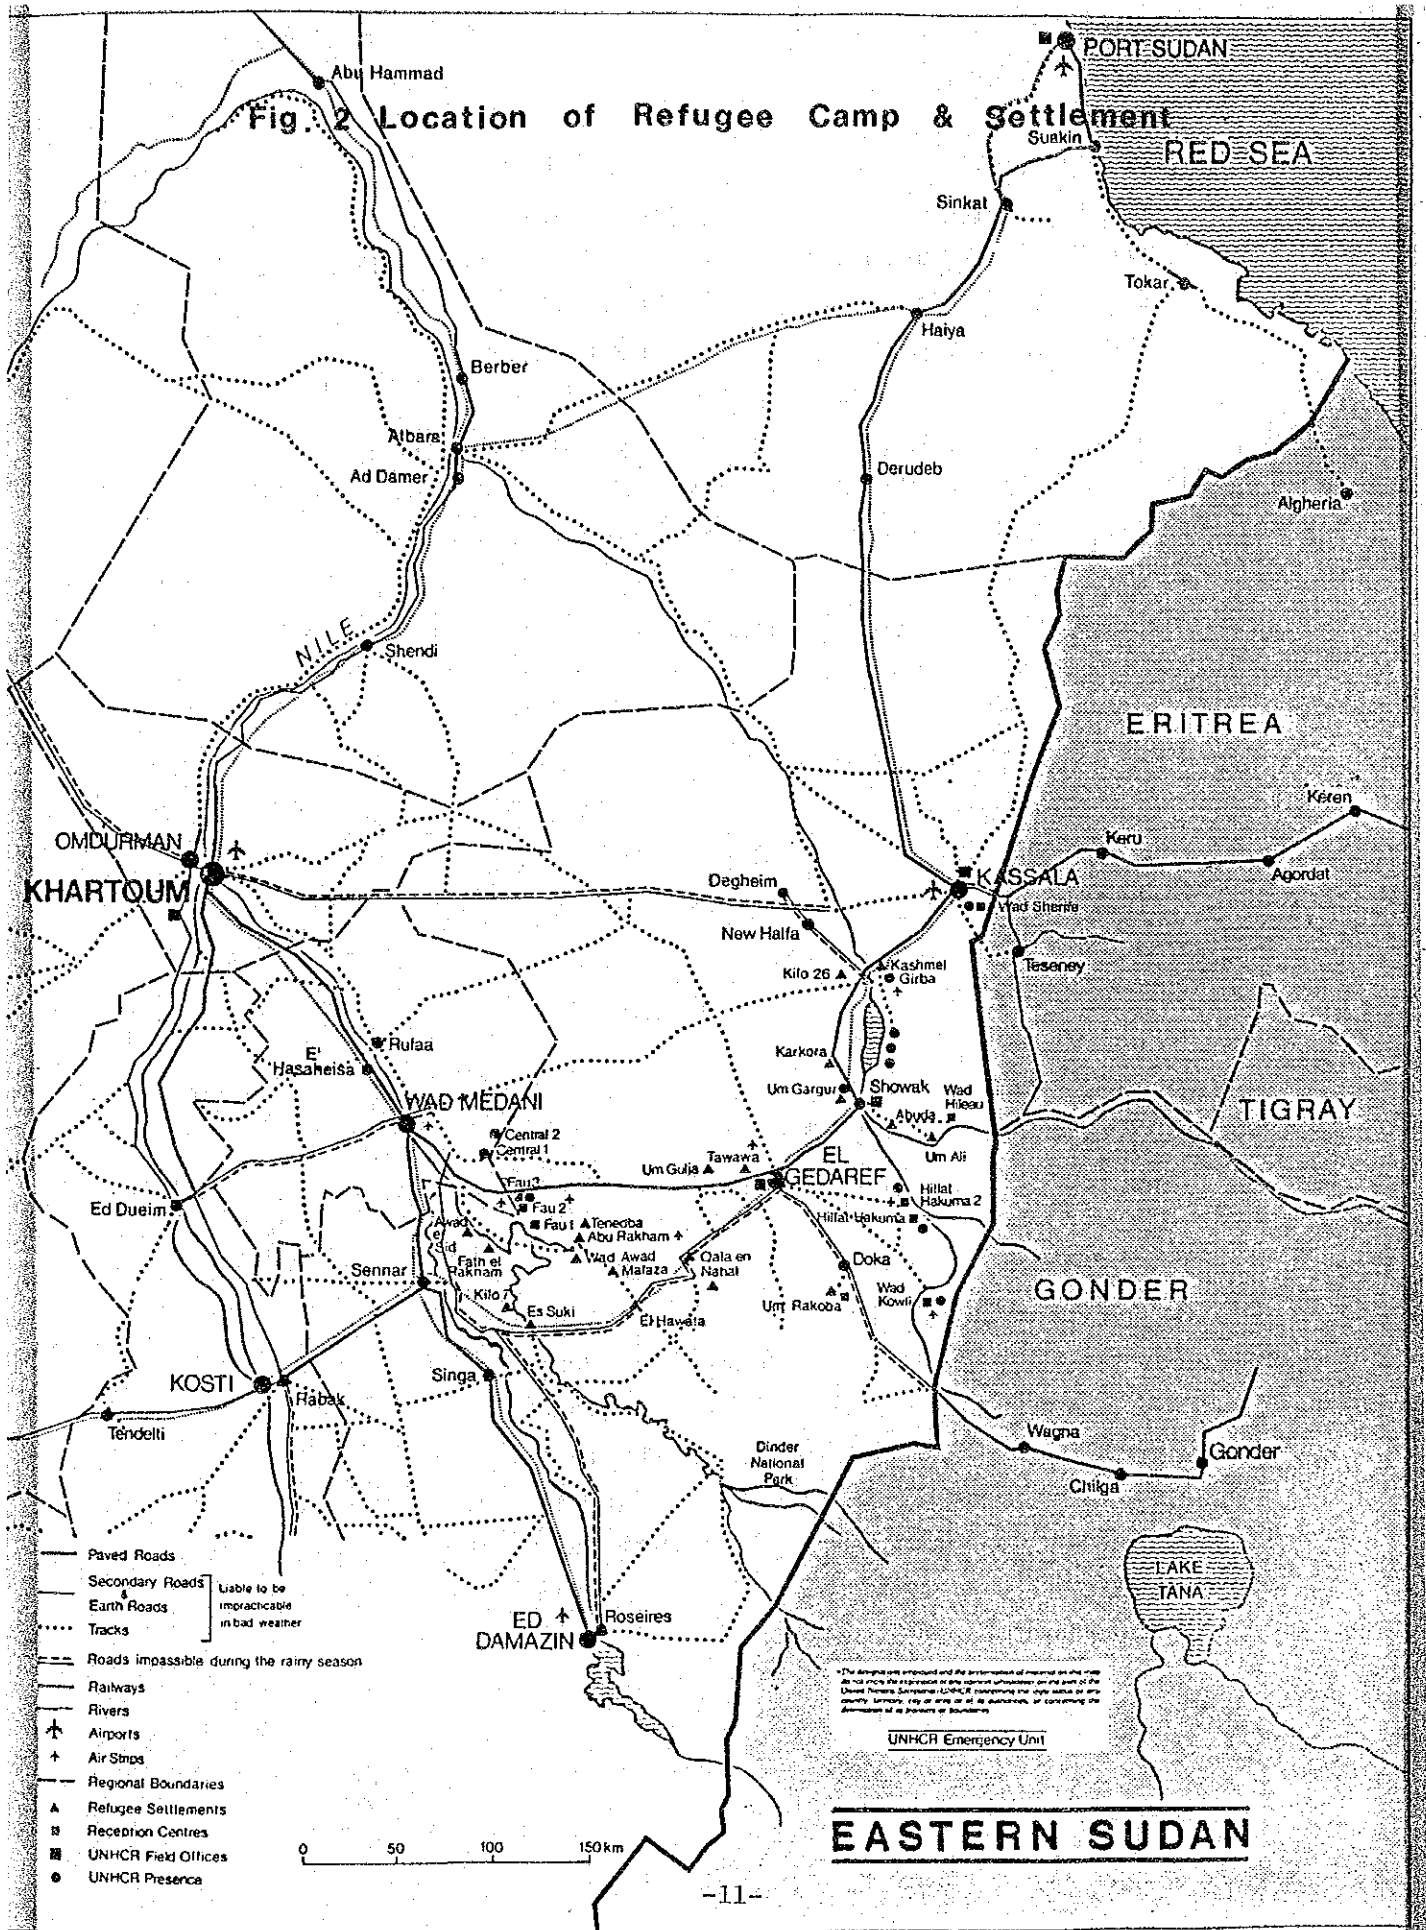 PORT SUDAN
Abu Hammad
Fig. 2 Location of Refugee Camp & Settlement
Suakin
RED SEA
Sinkat
Tokar
Haiya
Berber
Atbara
Ad Damer
Derudeb
Algheria
NILE
Shendi
ERITREA
Keren
OMDURMAN
Keru
KHARTOUM
Degheim
KASSALA
Agordat
Wad Sherife
New Halfa
Teseney
Kilo 26
Kashmel
Girba
Rufaa
E'
Hasaheisa
Karkora
Um Gargur
Showak
Wad
Hileau
WAD MEDANI
Abuda
TIGRAY
Central 2
Central 1
Um Ali
Um Gulja
Tawawa
EL
GEDAREF
Fau 3
Fau 2
Fau 1
Hillat
Hakuma 2
Hillat Hakuma
Ed Dueim
Awad
el
Sid
Tenedba
Abu Rakham
Wad Awad
Mafaza
Fath el
Raknam
Qala en
Nahal
Doka
Sennar
Kilo 7
Es Suki
El Hawata
Um Rakoba
Wad
Kowli
GONDER
KOSTI
Rabak
Singa
Tendelti
Wagna
Gonder
Chilga
Dinder
National
Park
LAKE
TANA
ED
DAMAZIN
Roseires
Paved Roads
Secondary Roads
&
Earth Roads
Tracks
Liable to be
impracticable
in bad weather
Roads impassible during the rainy season
Railways
Rivers
Airports
Air Strips
Regional Boundaries
Refugee Settlements
Reception Centres
UNHCR Field Offices
UNHCR Presence
0 50 100 150 km
UNHCR Emergency Unit
EASTERN SUDAN
-11-